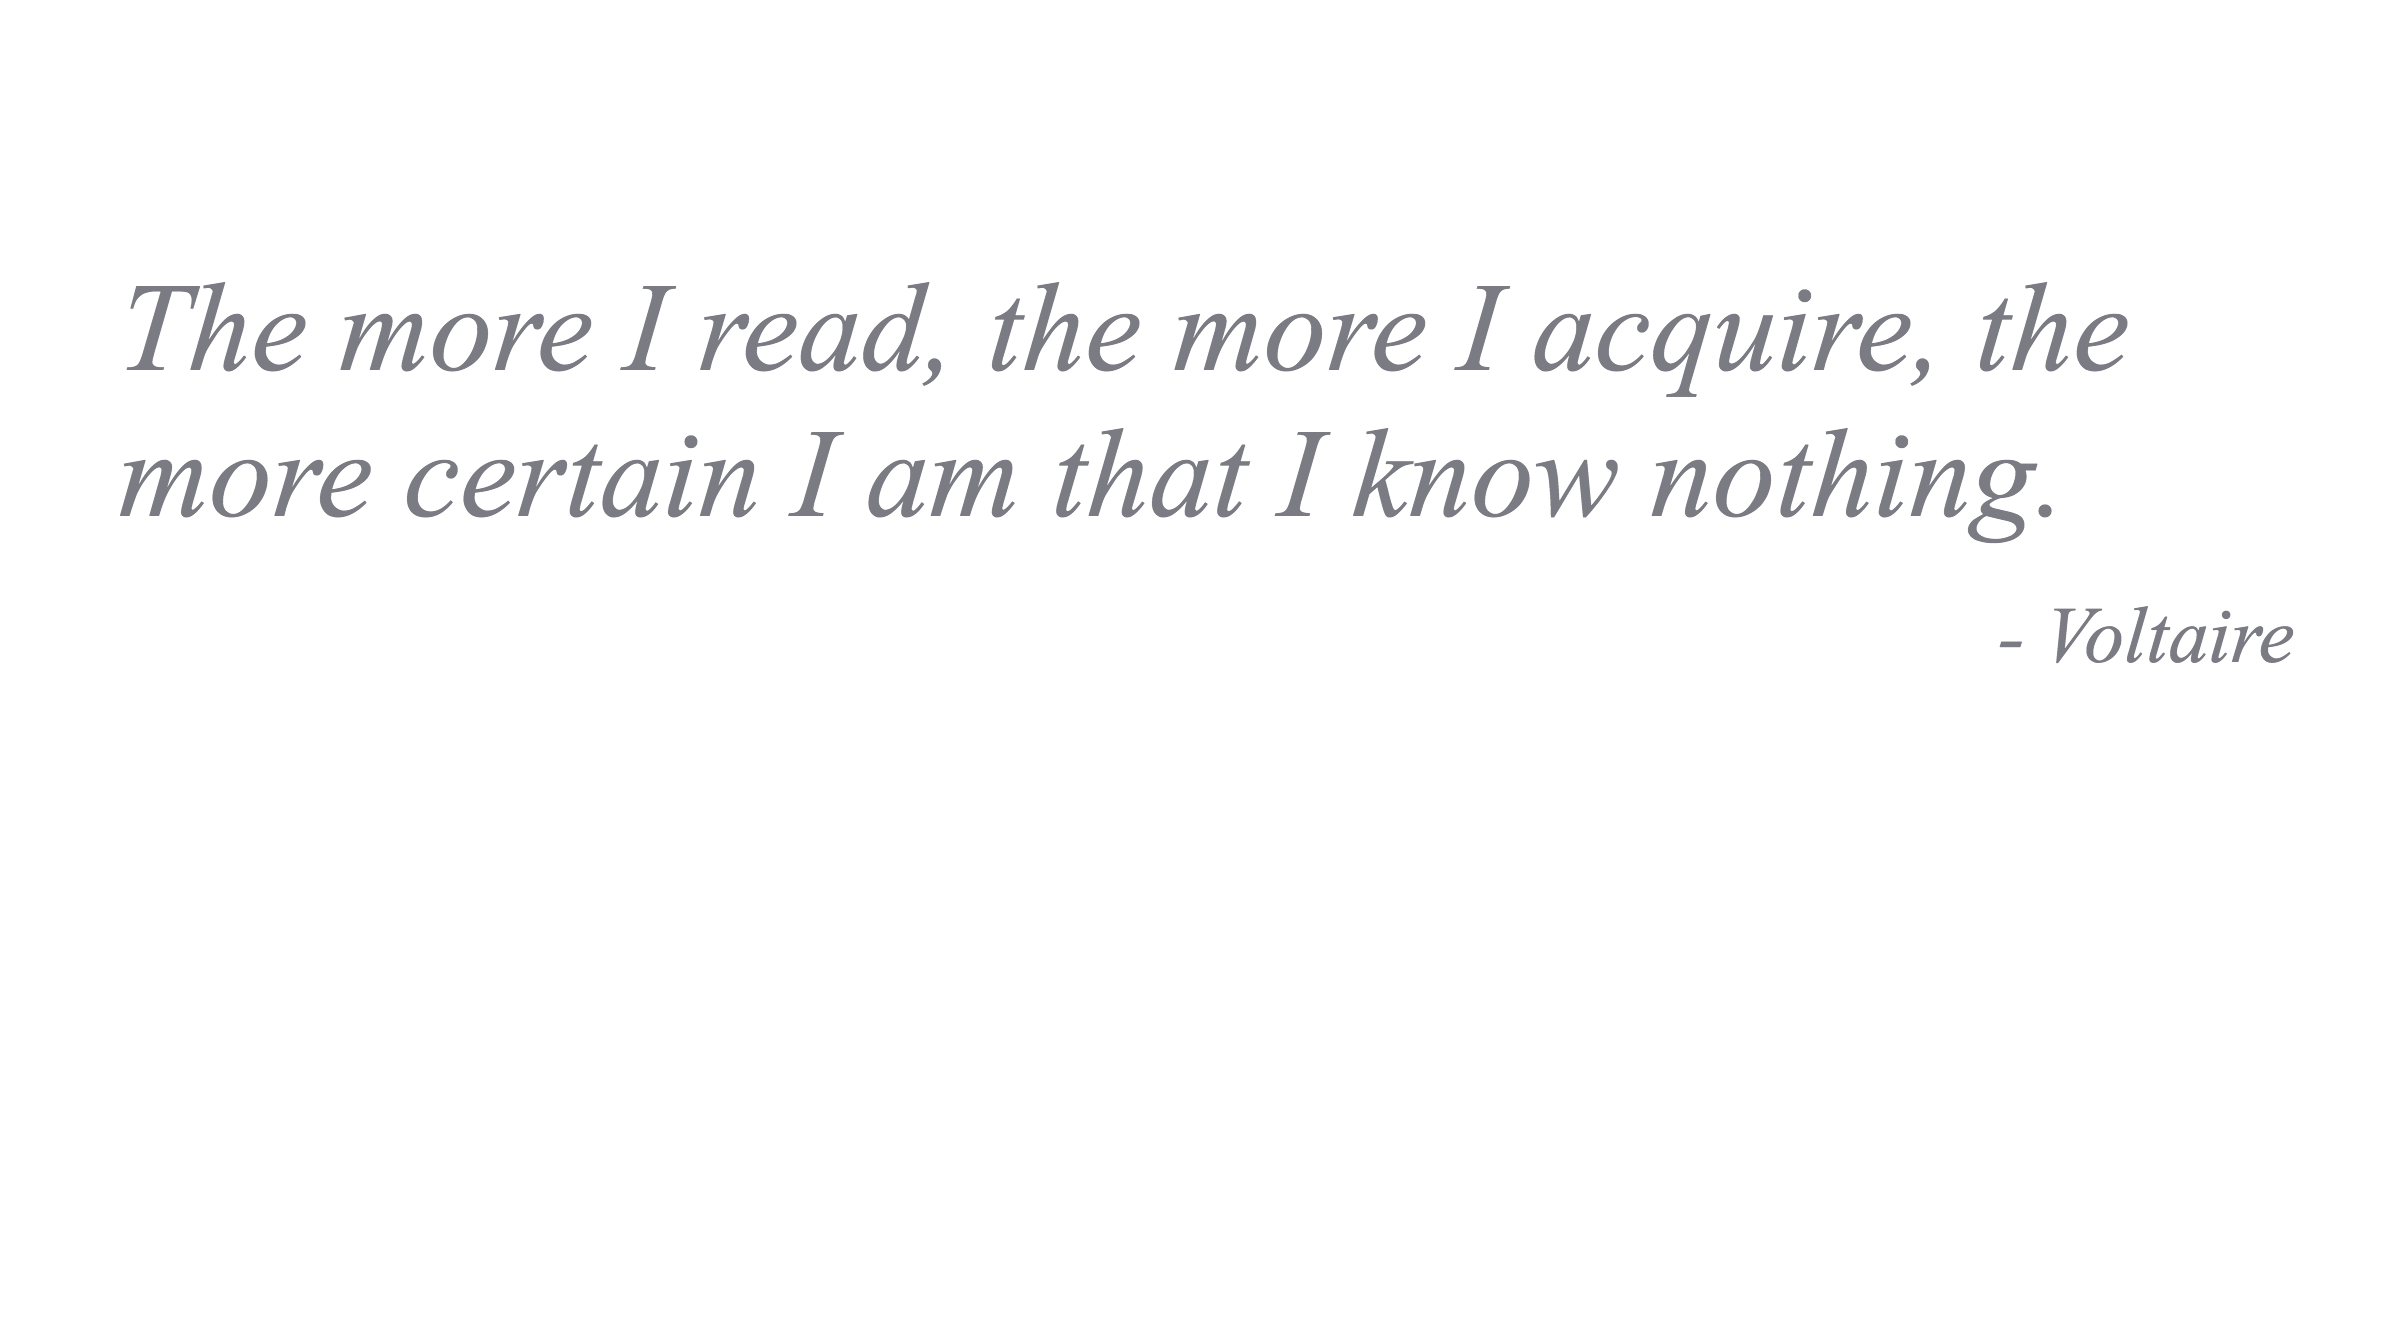 The more I read, the more I acquire, the
more certain I am that I know nothing.
- Voltaire